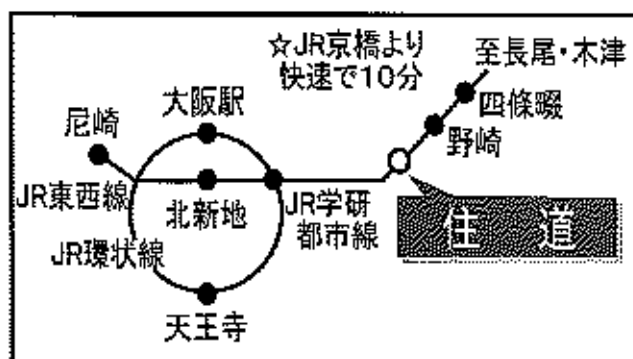 ☆JR京橋より
快速で10分
至長尾・木津
大阪駅
四條畷
尼崎
野崎
JR東西線
北新地
JR学研
都市線
住道
JR環状線
天王寺